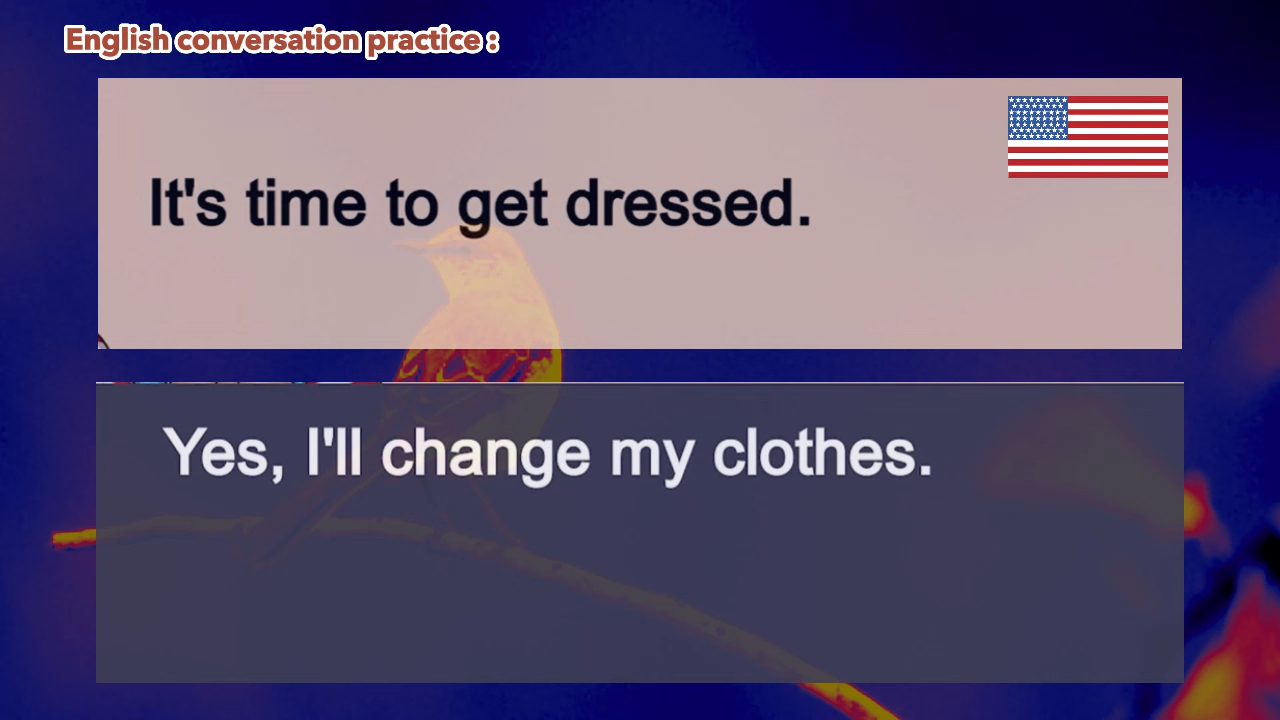 English conversation practice :
It's time to get dressed.
Yes, I'll change my clothes.